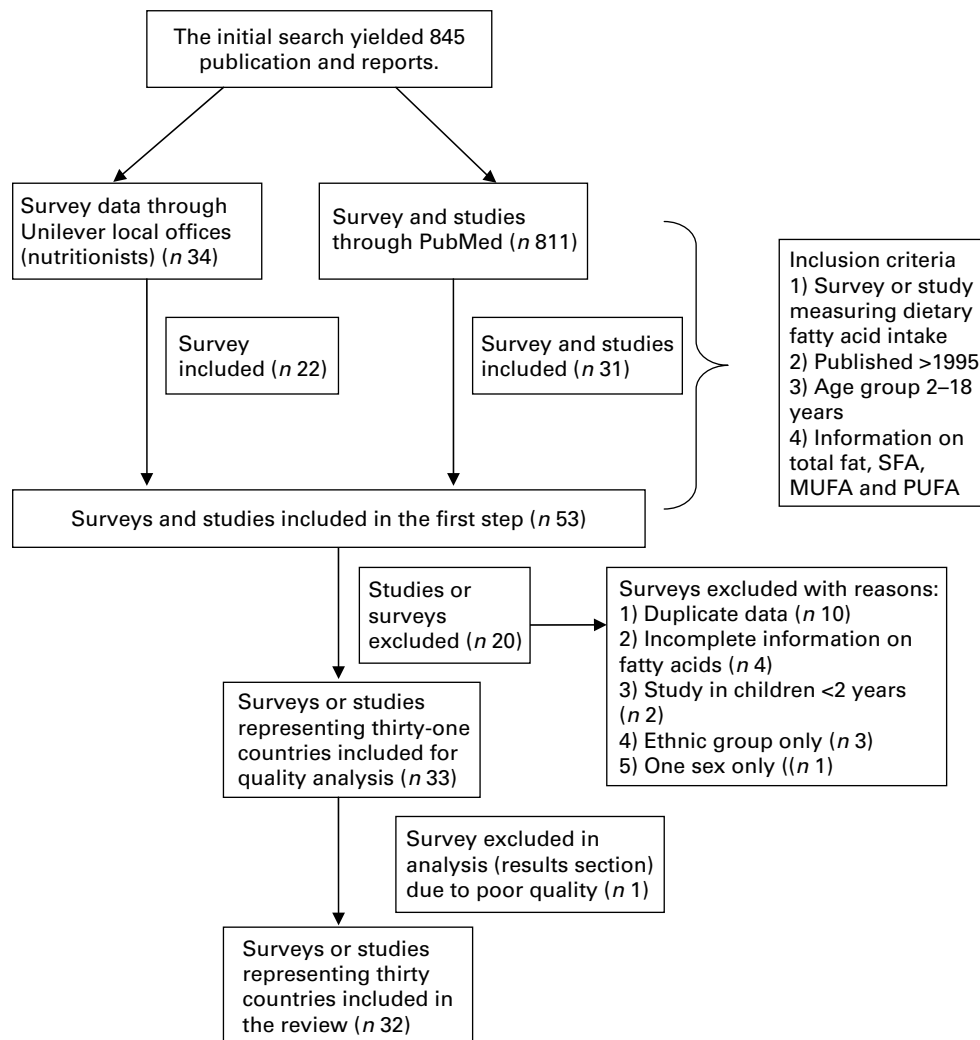 The initial search yielded 845
publication and reports.
Survey data through
Unilever local offices
(nutritionists) (n 34)
Survey and studies
through PubMed (n 811)
Inclusion criteria
1) Survey or study
measuring dietary
fatty acid intake
2) Published >1995
3) Age group 2–18
years
4) Information on
total fat, SFA,
MUFA and PUFA
Survey
included (n 22)
Survey and studies
included (n 31)
Surveys and studies included in the first step (n 53)
Studies or
surveys
excluded (n 20)
Surveys excluded with reasons:
1) Duplicate data (n 10)
2) Incomplete information on
fatty acids (n 4)
3) Study in children <2 years
(n 2)
4) Ethnic group only (n 3)
5) One sex only ((n 1)
Surveys or studies
representing thirty-one
countries included for
quality analysis (n 33)
Survey excluded in
analysis (results section)
due to poor quality (n 1)
Surveys or studies
representing thirty
countries included in
the review (n 32)